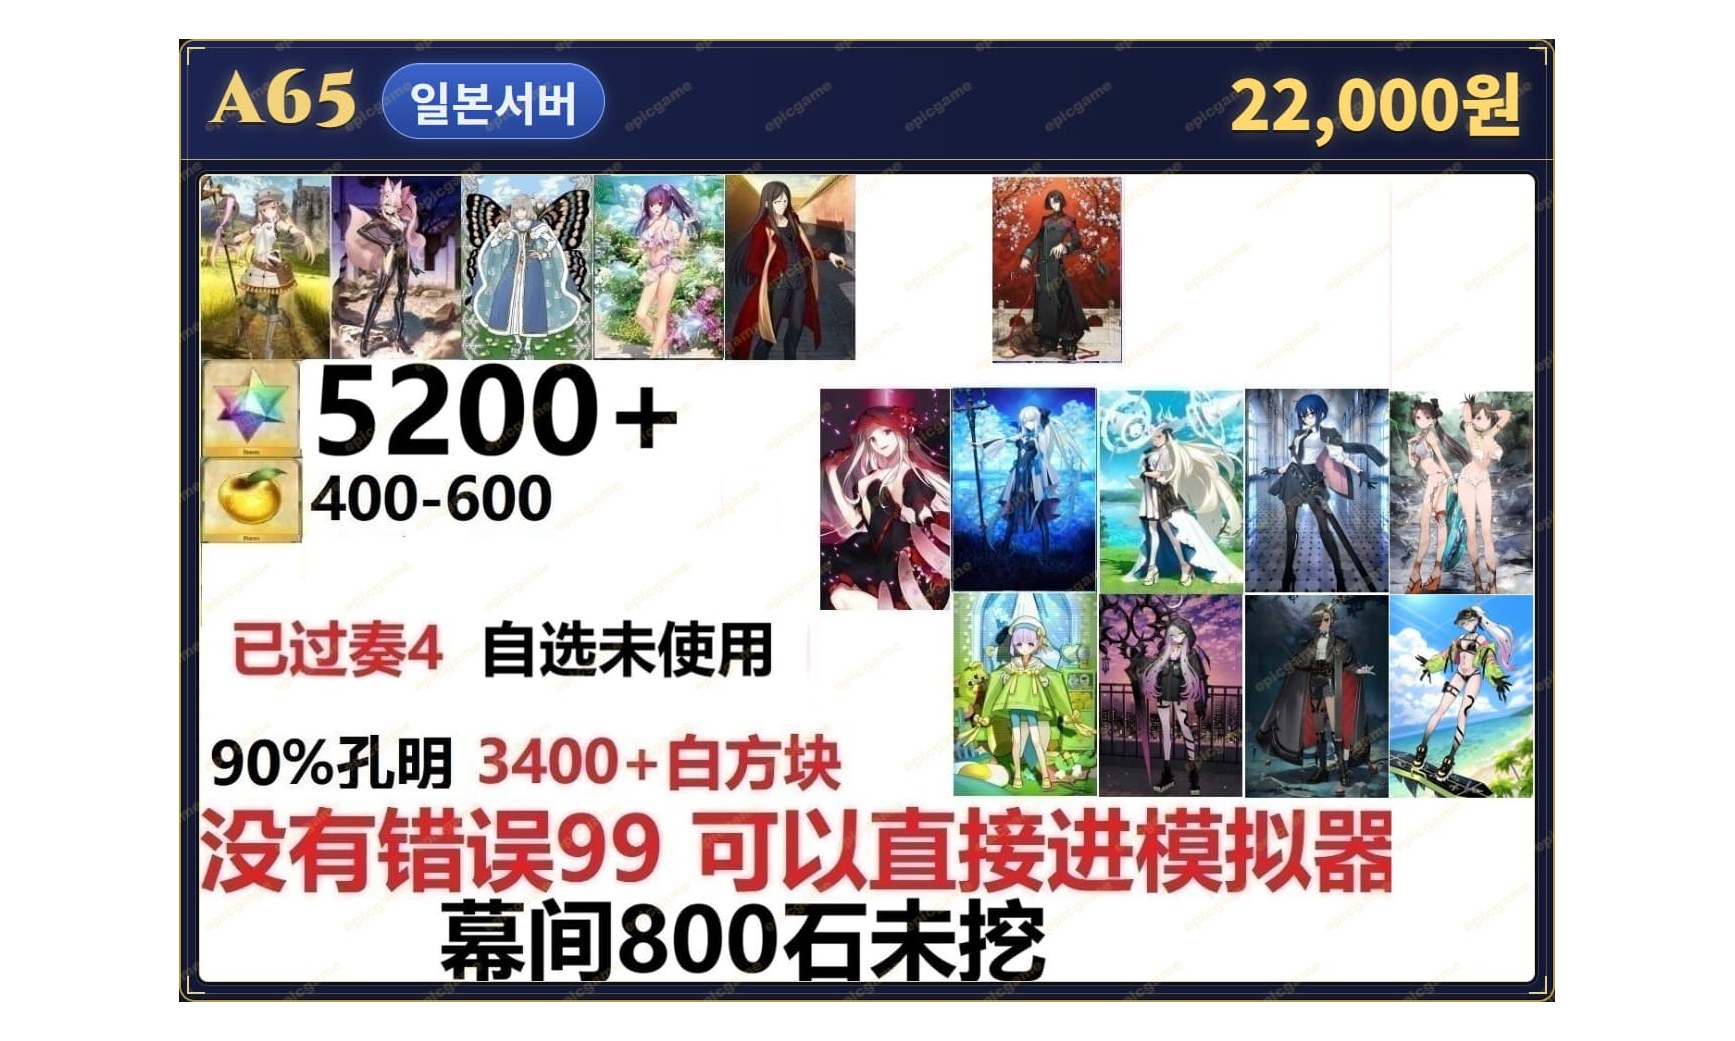 A65 일본서버 22,000원
5200+
400-600
已过奏4 自选未使用
90%孔明 3400+白方块
没有错误99 可以直接进模拟器
幕间800石未挖
epicgame